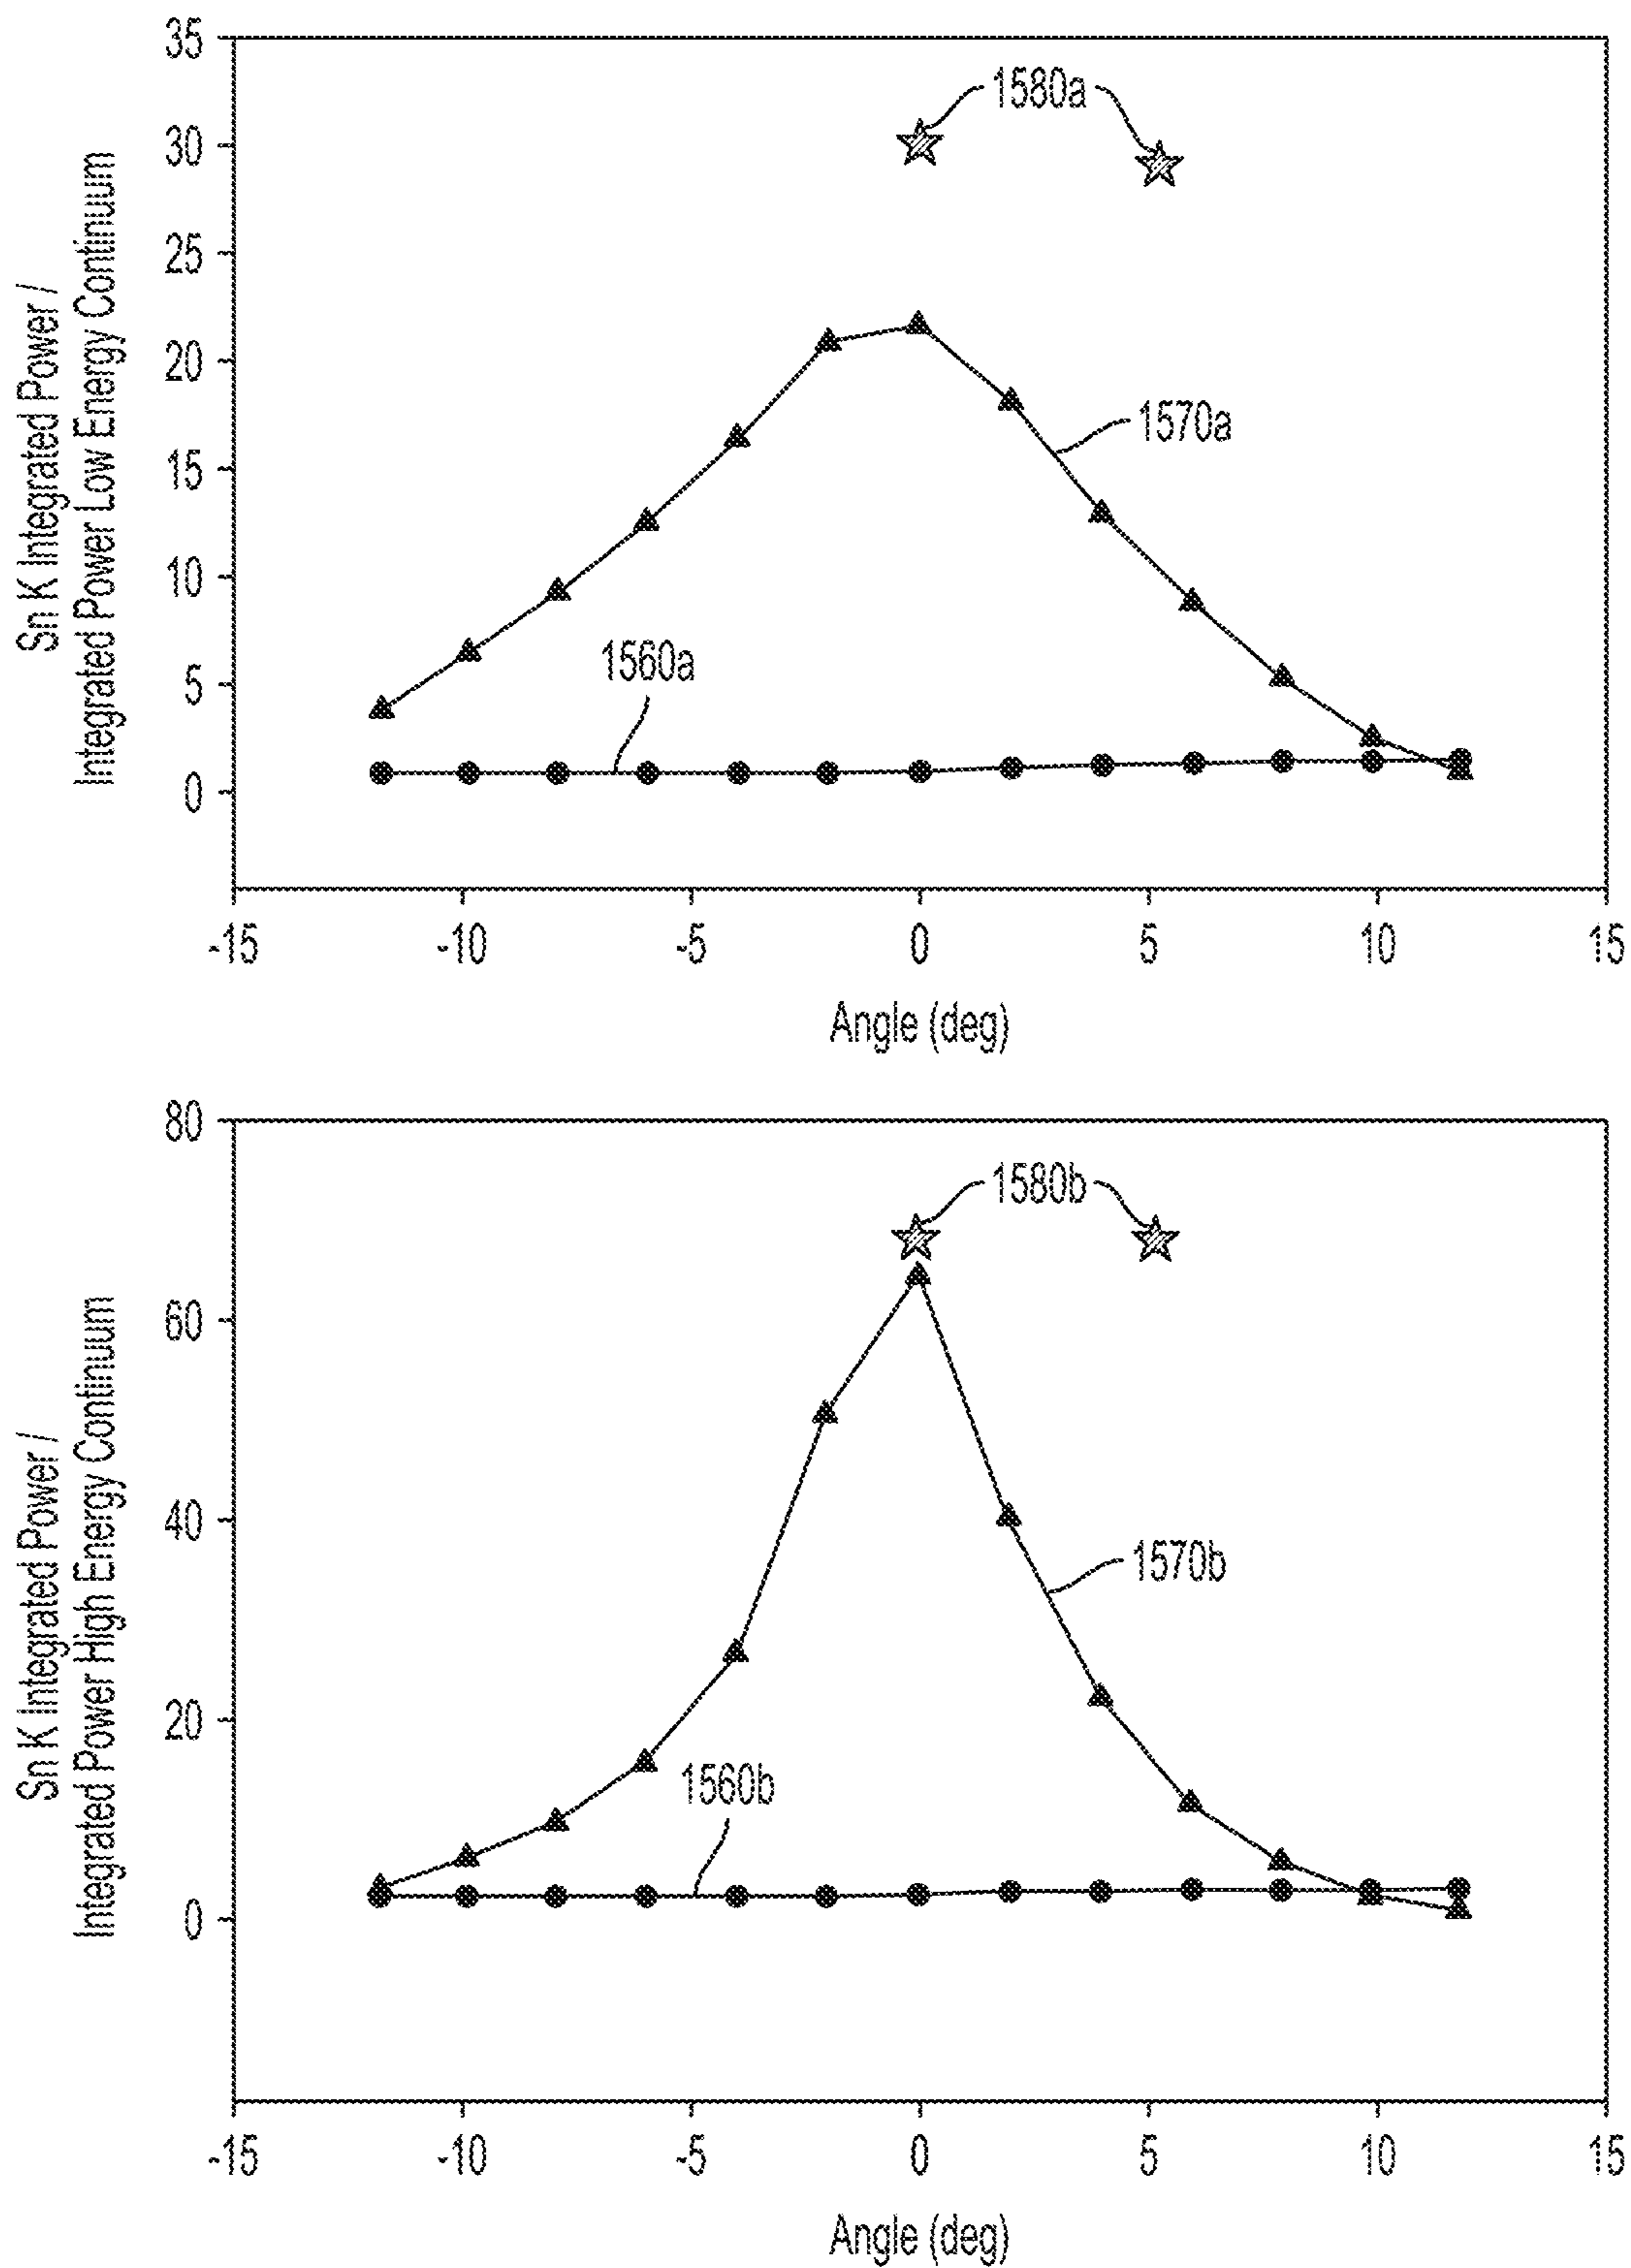 Sn K Integrated Power /
Integrated Power Low Energy Continuum
35
30
25
20
15
10
5
0
1580a
1570a
1560a
-15
-10
-5
0
5
10
15
Angle (deg)
Sn K Integrated Power /
Integrated Power High Energy Continuum
80
60
40
20
0
1580b
1570b
1560b
-15
-10
-5
0
5
10
15
Angle (deg)